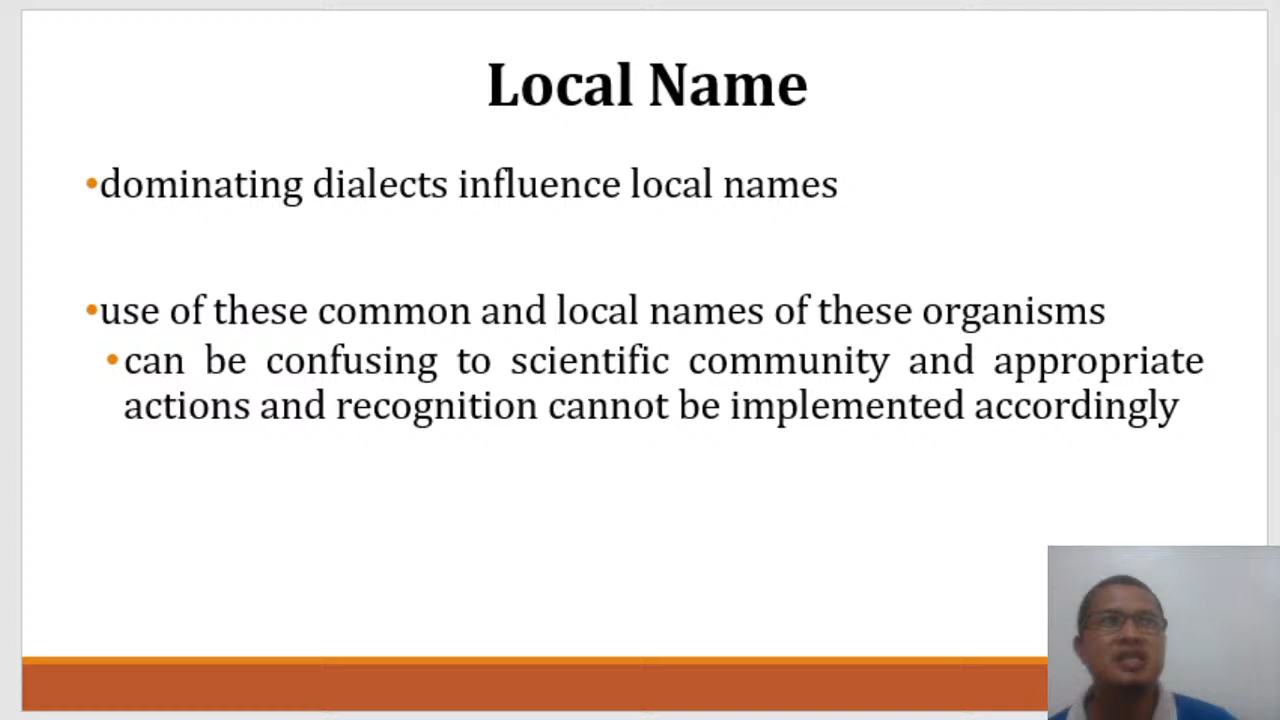 Local Name
•dominating dialects influence local names
•use of these common and local names of these organisms
•can be confusing to scientific community and appropriate
actions and recognition cannot be implemented accordingly